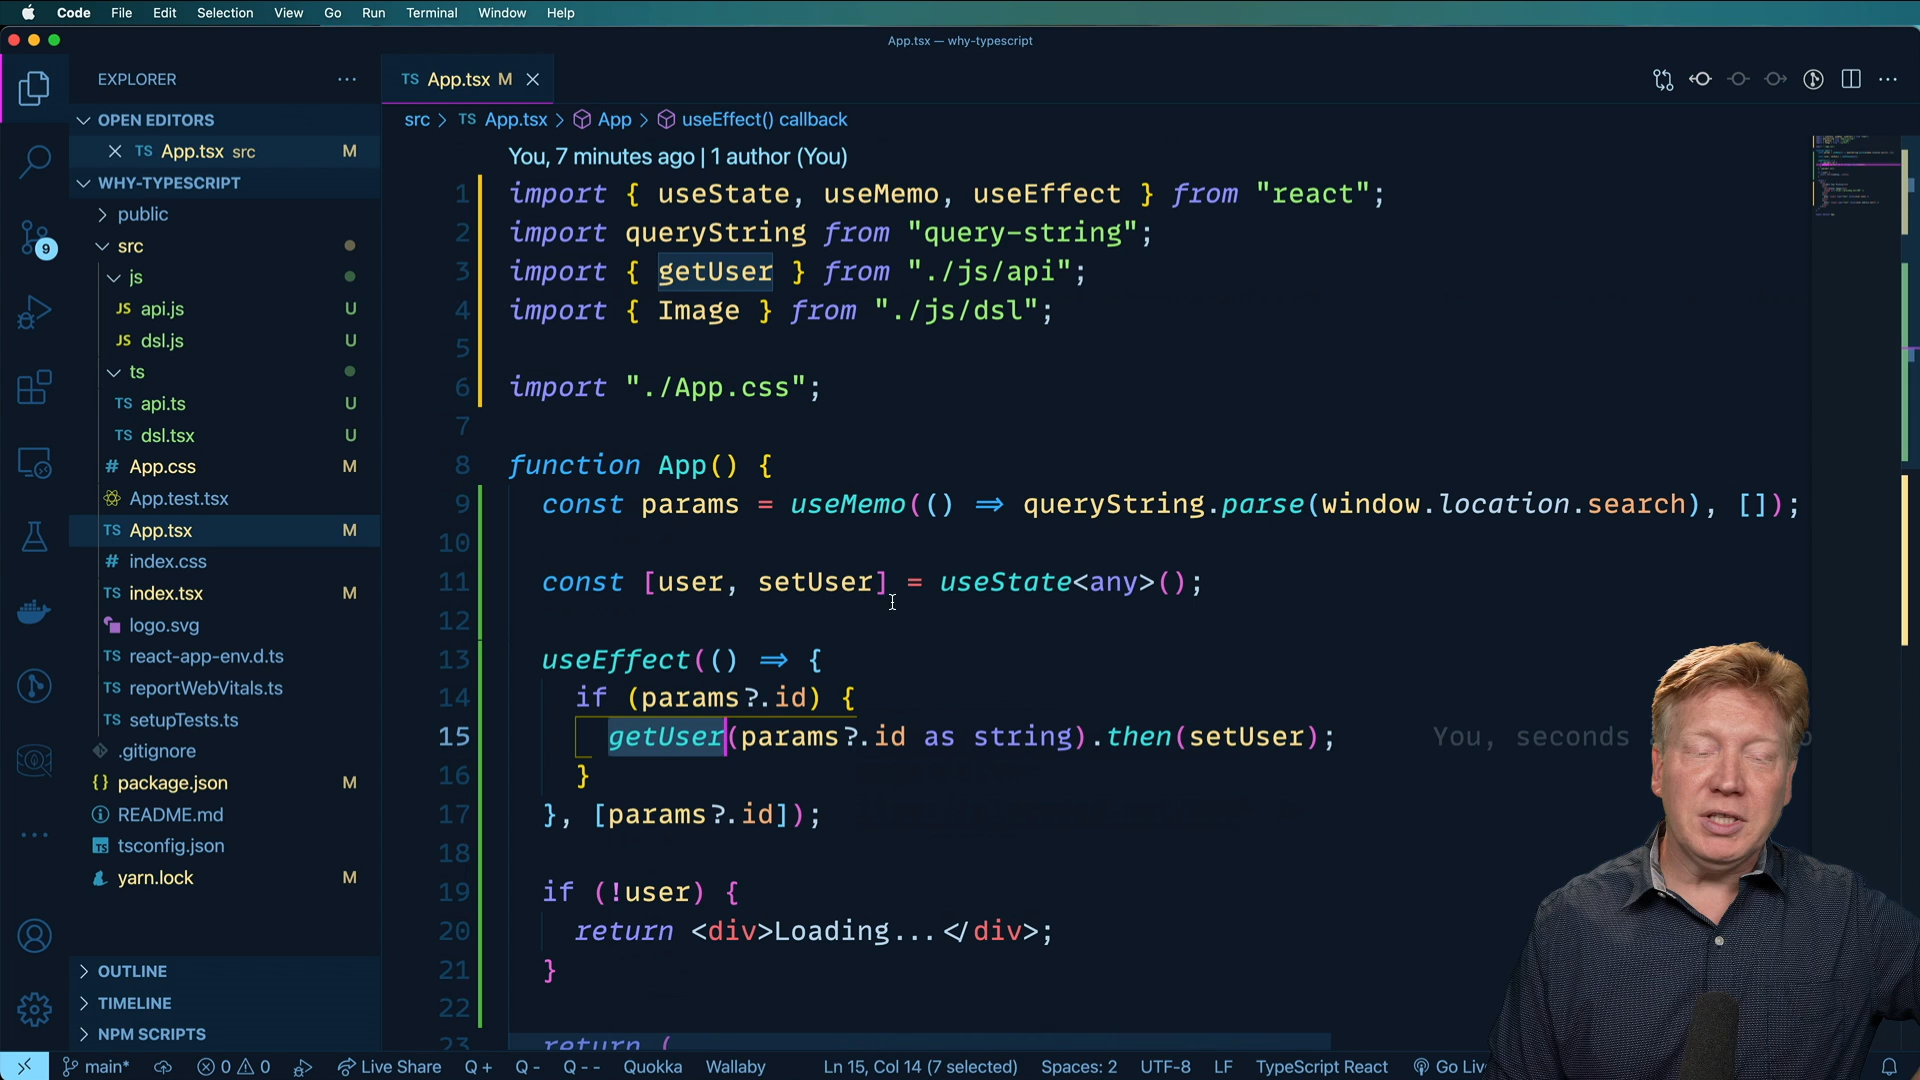 Code File Edit Selection View Go Run Terminal Window Help
App.tsx — why-typescript
EXPLORER
TS App.tsx M
OPEN EDITORS
TS App.tsx src M
WHY-TYPESCRIPT
public
src
js
JS api.js U
JS dsl.js U
ts
TS api.ts U
TS dsl.tsx U
# App.css M
App.test.tsx
TS App.tsx M
# index.css
TS index.tsx M
logo.svg
TS react-app-env.d.ts
TS reportWebVitals.ts
TS setupTests.ts
.gitignore
{} package.json M
README.md
TS tsconfig.json
yarn.lock M
OUTLINE
TIMELINE
NPM SCRIPTS
9
src > TS App.tsx > App > useEffect() callback
You, 7 minutes ago | 1 author (You)
1 import { useState, useMemo, useEffect } from "react";
2 import queryString from "query-string";
3 import { getUser } from "./js/api";
4 import { Image } from "./js/dsl";
5
6 import "./App.css";
7
8 function App() {
9 const params = useMemo(() => queryString.parse(window.location.search), []);
10
11 const [user, setUser] = useState<any>();
12
13 useEffect(() => {
14 if (params?.id) {
15 getUser(params?.id as string).then(setUser); You, seconds
16 }
17 }, [params?.id]);
18
19 if (!user) {
20 return <div>Loading...</div>;
21 }
22
23 return (
main* 0 0 Live Share Q + Q - Q -- Quokka Wallaby Ln 15, Col 14 (7 selected) Spaces: 2 UTF-8 LF TypeScript React Go Liv